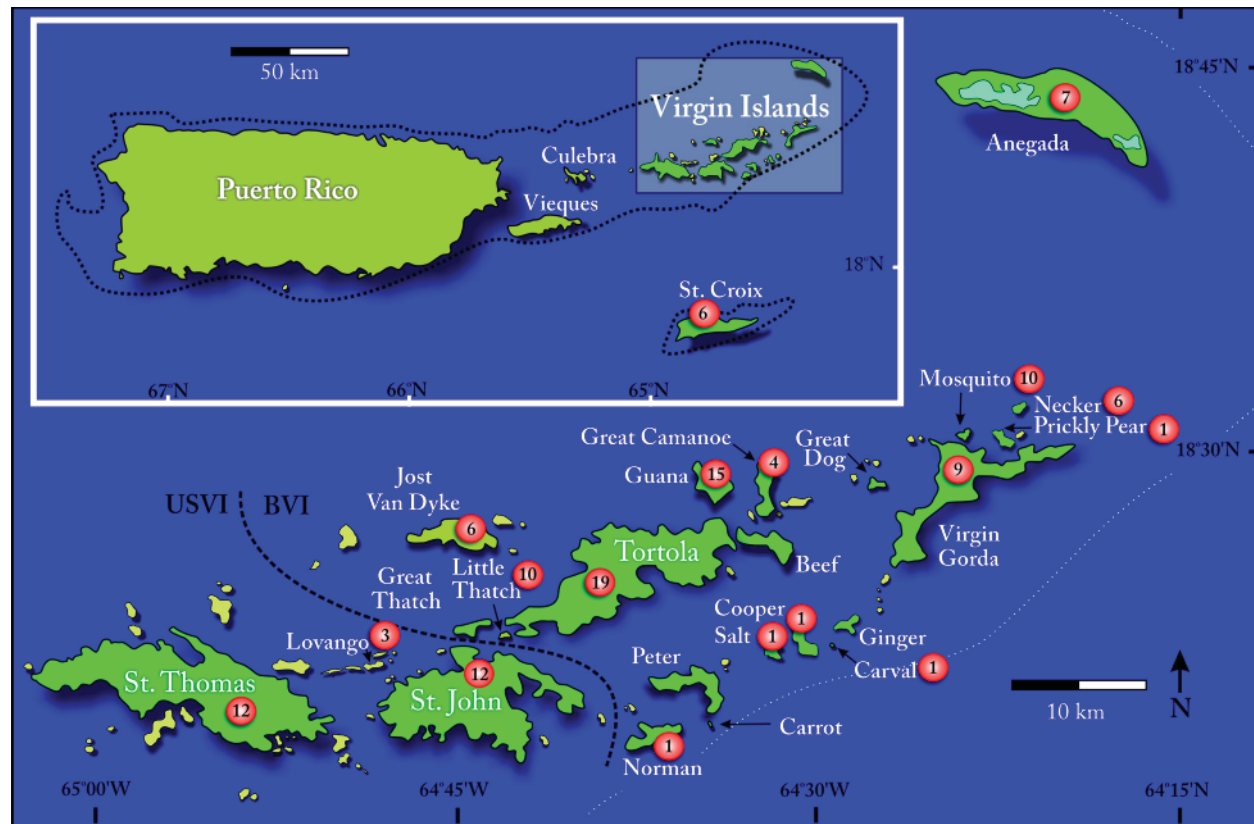 50 km
Virgin Islands
Culebra
Puerto Rico
Vieques
18°N
St. Croix
6
67°N
66°N
65°N
18°45'N
7
Anegada
Mosquito
10
Necker
6
Prickly Pear
1
18°30'N
Great Camanoe
4
Great
Dog
Guana
15
9
Virgin
Gorda
Jost
Van Dyke
6
USVI
BVI
Tortola
19
Beef
Little
Thatch
10
Great
Thatch
Lovango
3
Cooper
1
Salt
1
Ginger
Carval
1
Peter
Carrot
St. Thomas
12
St. John
12
Norman
1
10 km
N
65°00'W
64°45'W
64°30'W
64°15'W